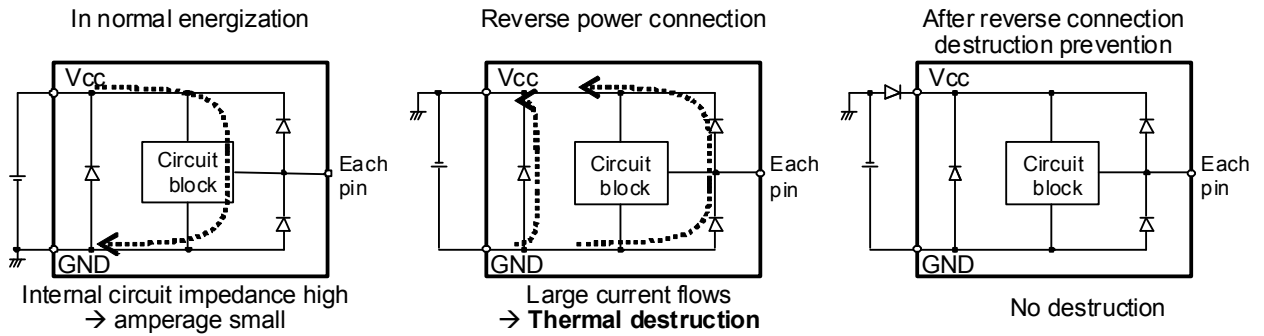 In normal energization
Vcc
Circuit
block
Each
pin
GND
Internal circuit impedance high
→ amperage small
Reverse power connection
Vcc
Circuit
block
Each
pin
GND
Large current flows
→ Thermal destruction
After reverse connection
destruction prevention
Vcc
Circuit
block
Each
pin
GND
No destruction